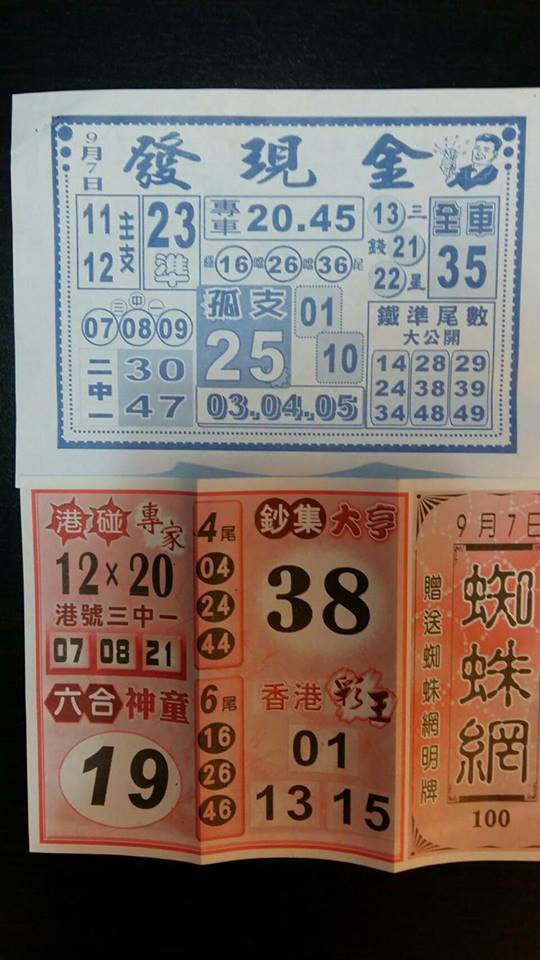 9月7日
發現金
11
12
主支
23
準
專車 20.45
綠 16 臨 26 臨 36 尾
13
21
22
三錢星
全車
35
三中一
07 08 09
二中一
30
47
孤支
25
01
10
03.04.05
鐵準尾數
大公開
14 28 29
24 38 39
34 48 49
港碰專家
12×20
港號三中一
07 08 21
六合神童
19
4尾
04
24
44
6尾
16
26
46
鈔集大亨
38
香港彩王
01
13 15
9月7日
贈送蜘蛛網明牌
蜘蛛網
100